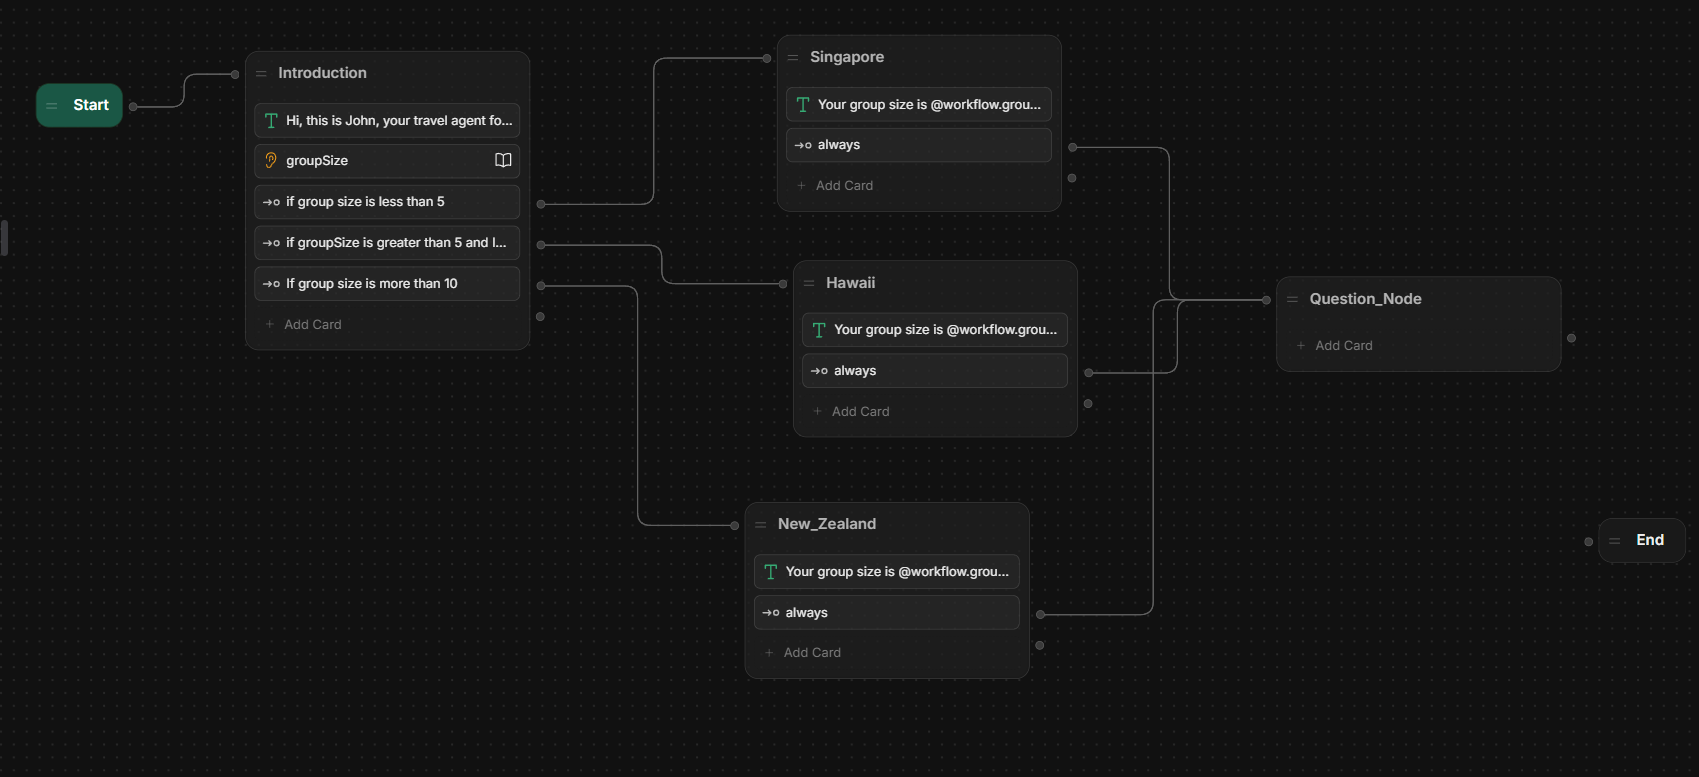 Start
Introduction
Hi, this is John, your travel agent fo...
groupSize
if group size is less than 5
if groupSize is greater than 5 and l...
If group size is more than 10
Add Card
Singapore
Your group size is @workflow.grou...
always
Add Card
Hawaii
Your group size is @workflow.grou...
always
Add Card
New_Zealand
Your group size is @workflow.grou...
always
Add Card
Question_Node
Add Card
End